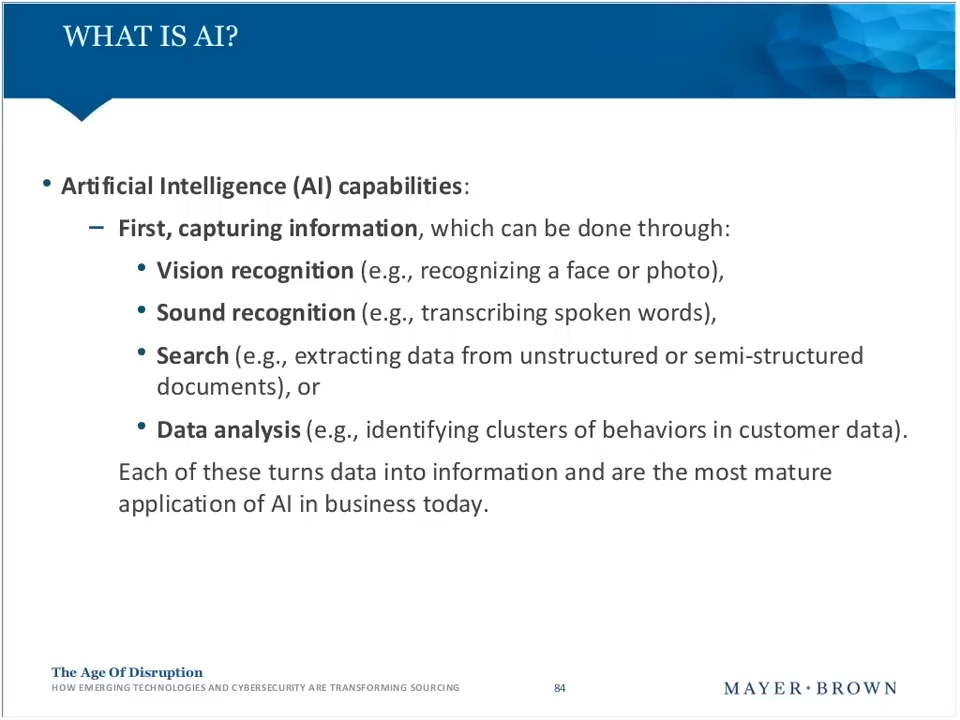 WHAT IS AI?
• Artificial Intelligence (AI) capabilities:
– First, capturing information, which can be done through:
• Vision recognition (e.g., recognizing a face or photo),
• Sound recognition (e.g., transcribing spoken words),
• Search (e.g., extracting data from unstructured or semi-structured
documents), or
• Data analysis (e.g., identifying clusters of behaviors in customer data).
Each of these turns data into information and are the most mature
application of AI in business today.
The Age Of Disruption
HOW EMERGING TECHNOLOGIES AND CYBERSECURITY ARE TRANSFORMING SOURCING
84
MAYER • BROWN